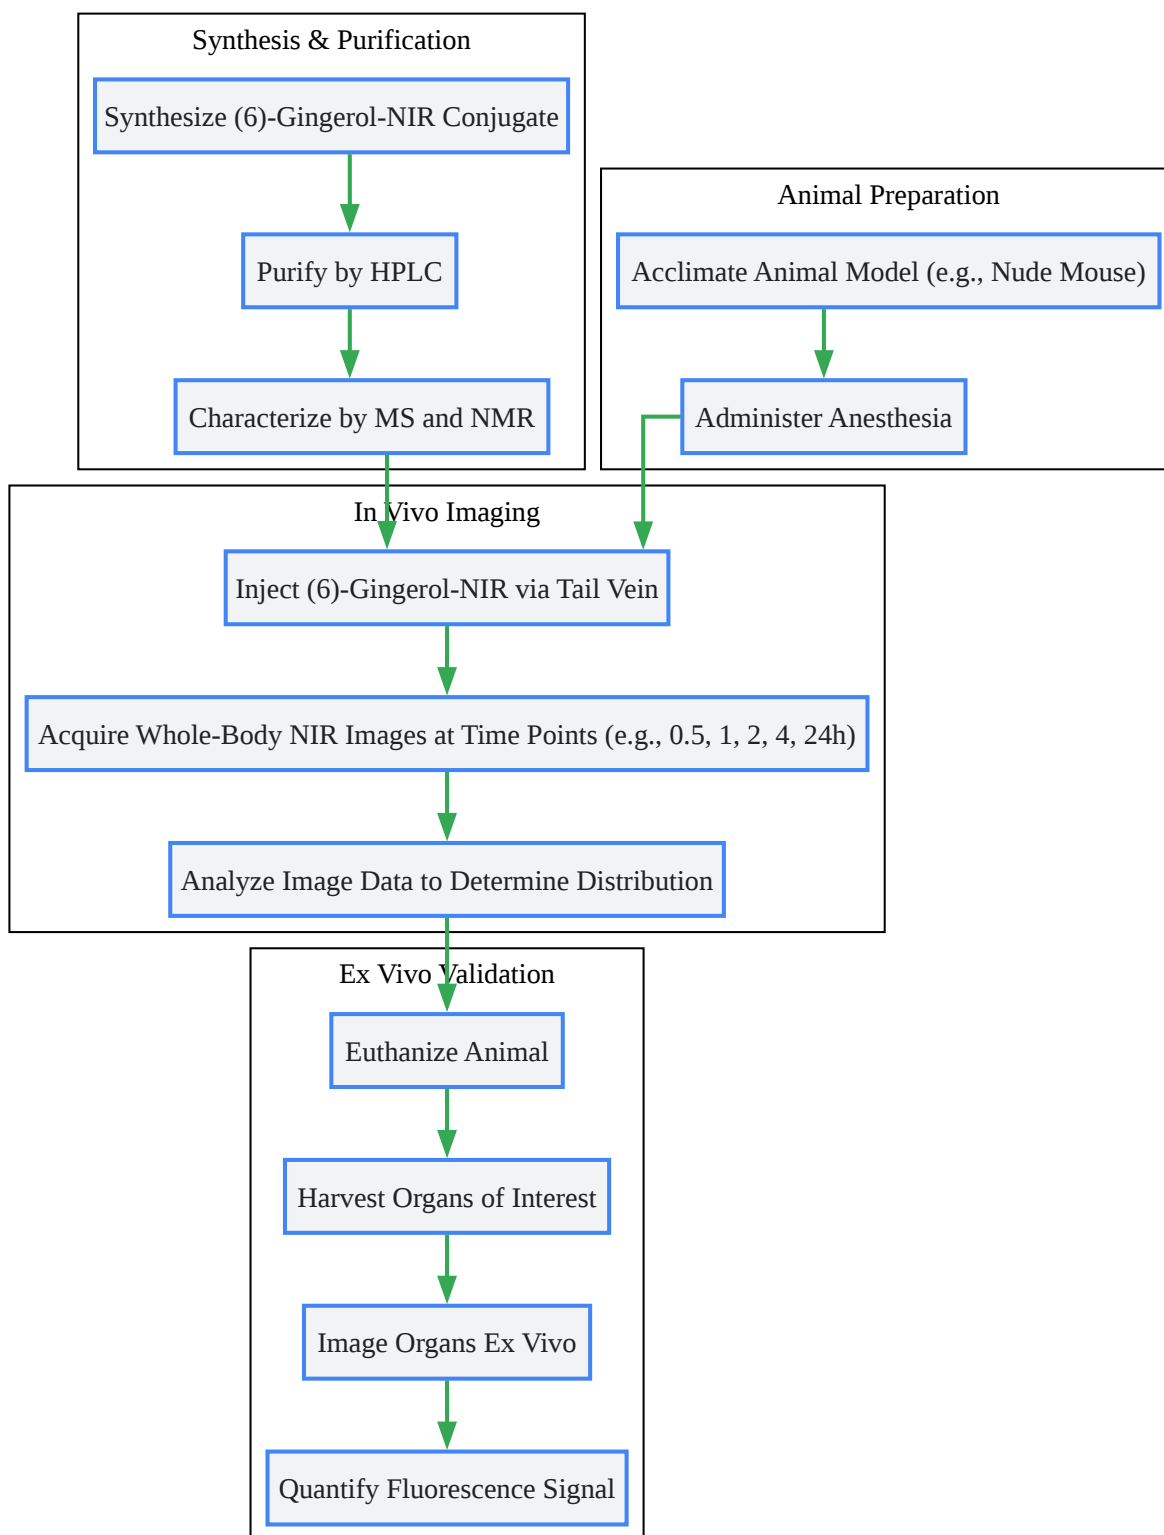 Synthesis & Purification
Synthesize (6)-Gingerol-NIR Conjugate
Purify by HPLC
Characterize by MS and NMR
Animal Preparation
Acclimate Animal Model (e.g., Nude Mouse)
Administer Anesthesia
In Vivo Imaging
Inject (6)-Gingerol-NIR via Tail Vein
Acquire Whole-Body NIR Images at Time Points (e.g., 0.5, 1, 2, 4, 24h)
Analyze Image Data to Determine Distribution
Ex Vivo Validation
Euthanize Animal
Harvest Organs of Interest
Image Organs Ex Vivo
Quantify Fluorescence Signal